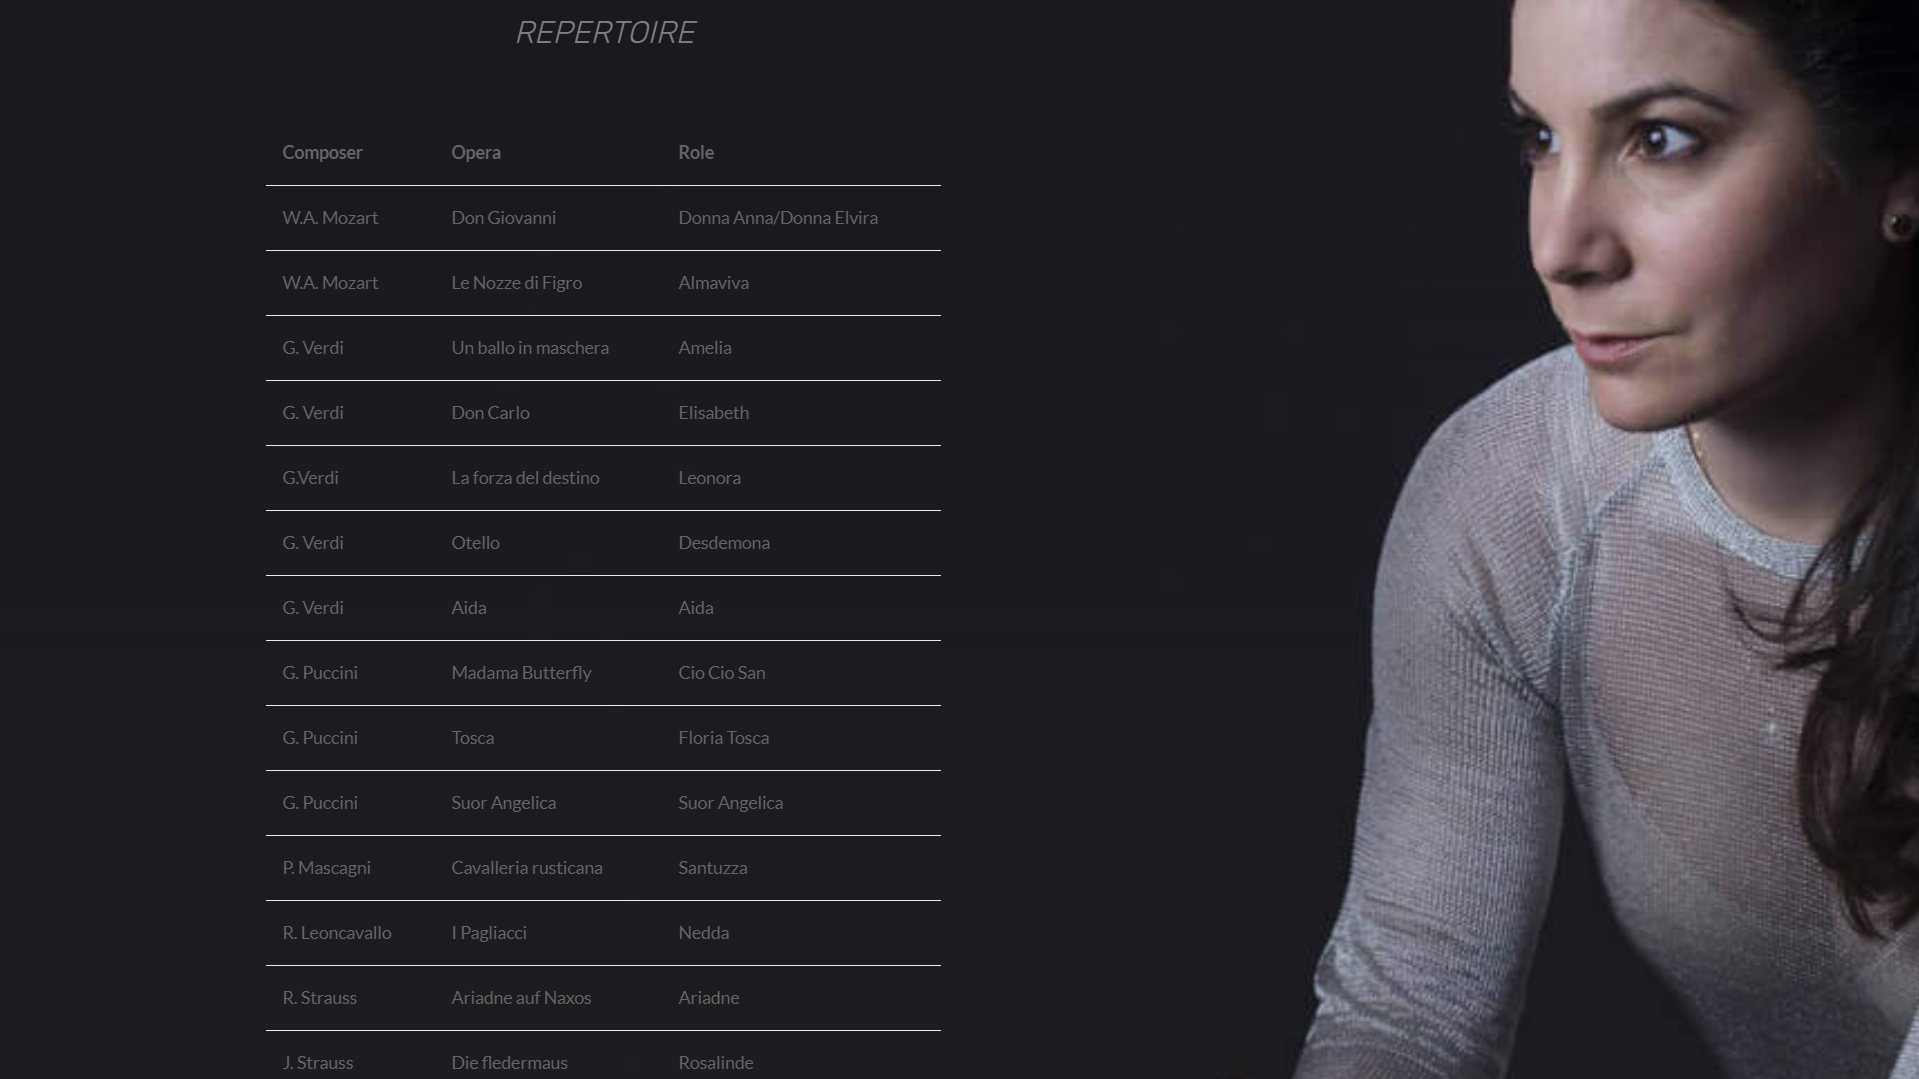 REPERTOIRE
Composer Opera Role
W.A. Mozart Don Giovanni Donna Anna/Donna Elvira
W.A. Mozart Le Nozze di Figro Almaviva
G. Verdi Un ballo in maschera Amelia
G. Verdi Don Carlo Elisabeth
G.Verdi La forza del destino Leonora
G. Verdi Otello Desdemona
G. Verdi Aida Aida
G. Puccini Madama Butterfly Cio Cio San
G. Puccini Tosca Floria Tosca
G. Puccini Suor Angelica Suor Angelica
P. Mascagni Cavalleria rusticana Santuzza
R. Leoncavallo I Pagliacci Nedda
R. Strauss Ariadne auf Naxos Ariadne
J. Strauss Die fledermaus Rosalinde